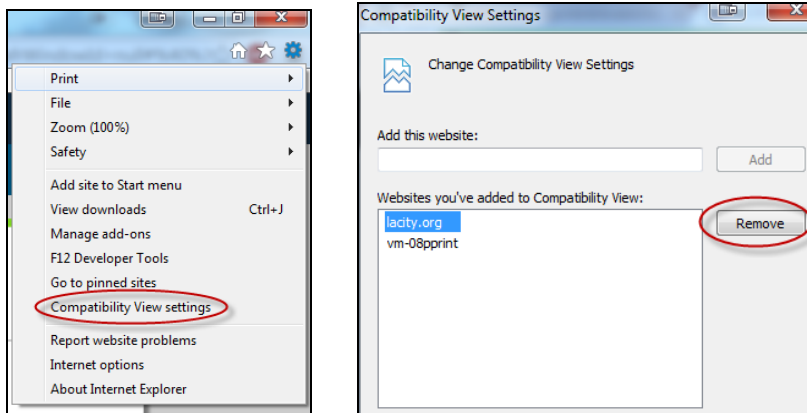 Print
File
Zoom (100%)
Safety
Add site to Start menu
View downloads Ctrl+J
Manage add-ons
F12 Developer Tools
Go to pinned sites
Compatibility View settings
Report website problems
Internet options
About Internet Explorer
Compatibility View Settings
Change Compatibility View Settings
Add this website:
Add
Websites you've added to Compatibility View:
lacity.org
Remove
vm-08pprint